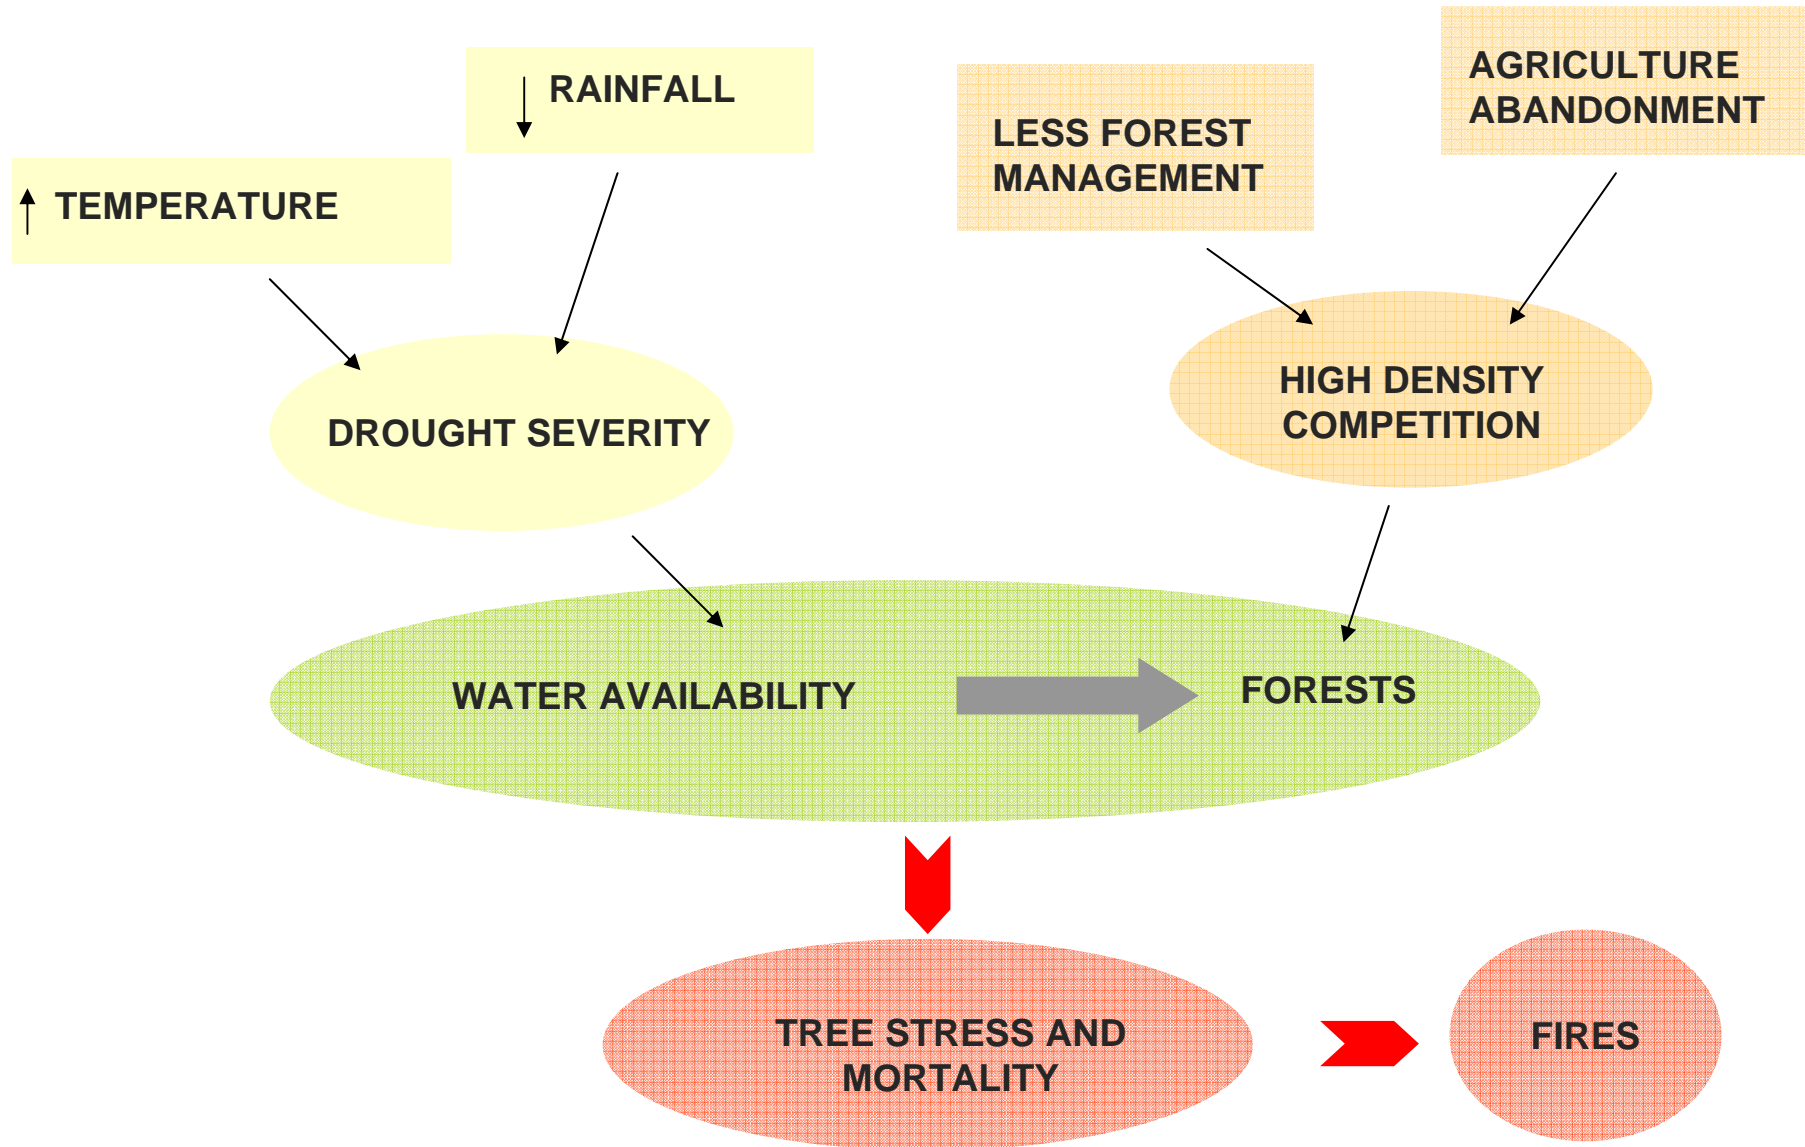 RAINFALL
TEMPERATURE
LESS FOREST
MANAGEMENT
AGRICULTURE
ABANDONMENT
DROUGHT SEVERITY
HIGH DENSITY
COMPETITION
WATER AVAILABILITY
FORESTS
TREE STRESS AND
MORTALITY
FIRES